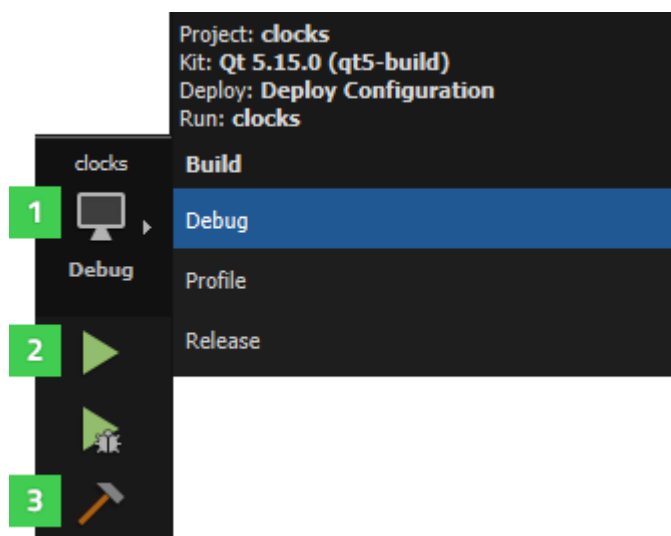 Project: clocks
Kit: Qt 5.15.0 (qt5-build)
Deploy: Deploy Configuration
Run: clocks
clocks
Build
1
Debug
Debug
Profile
2
Release
3